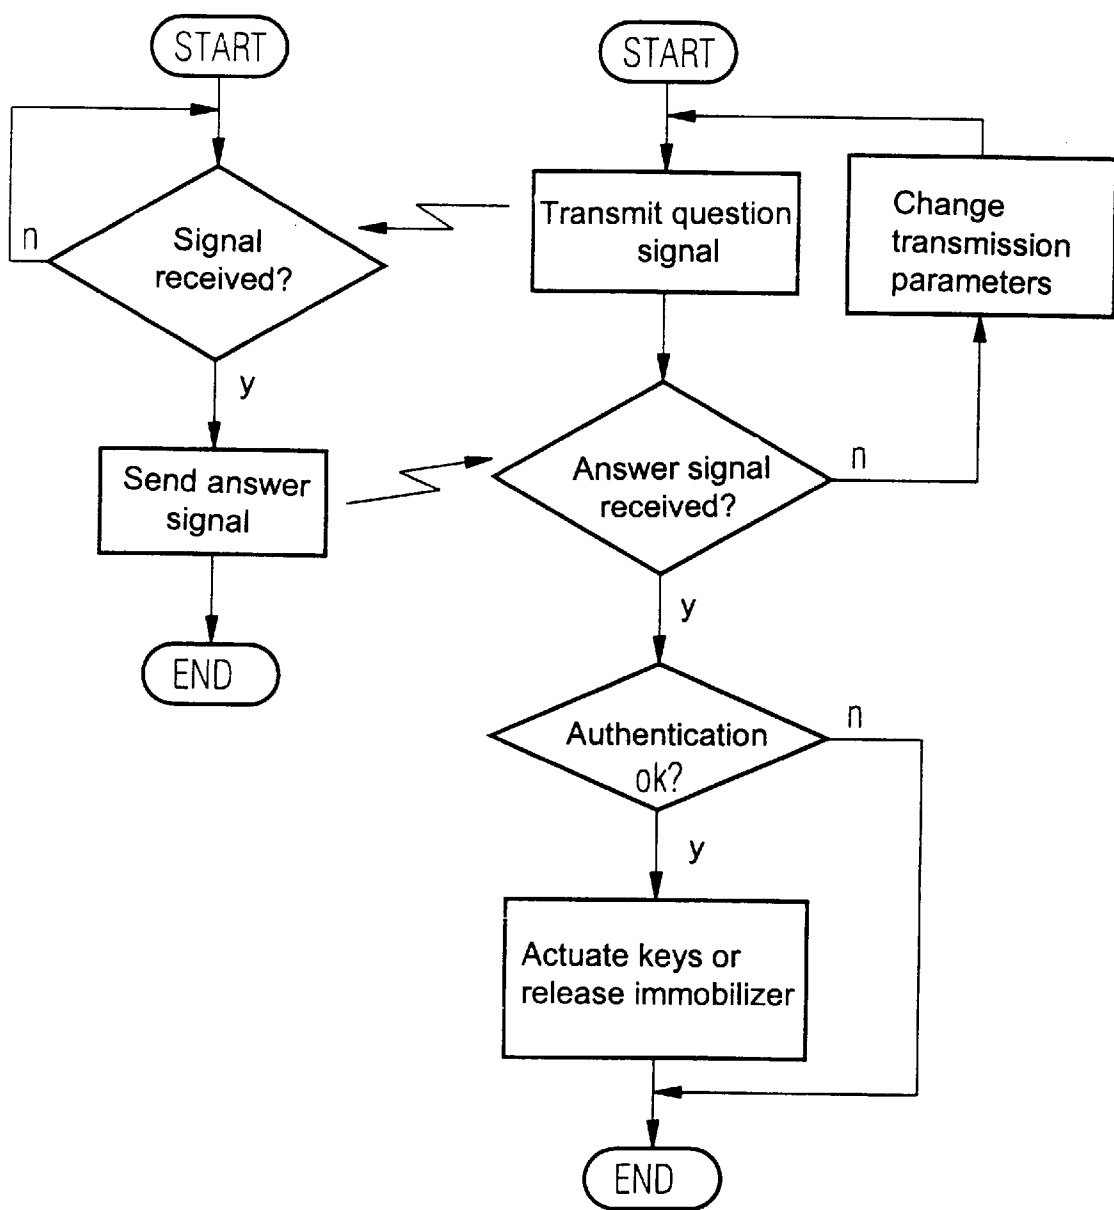 START
START
n
Signal
received?
Transmit question
signal
Change
transmission
parameters
y
Send answer
signal
Answer signal
received?
n
END
y
Authentication
ok?
n
y
Actuate keys or
release immobilizer
END